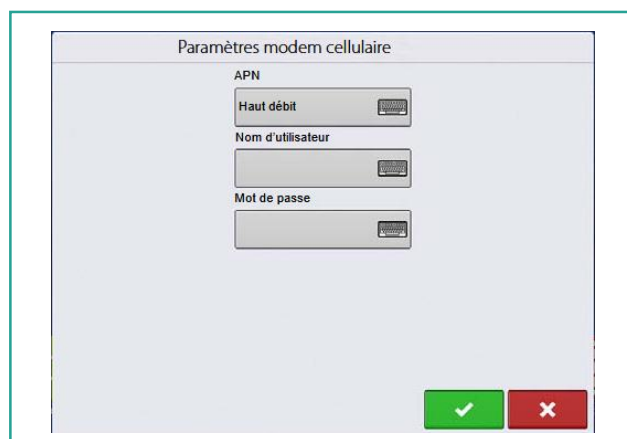 Paramètres modem cellulaire
APN
Haut débit
Nom d'utilisateur
Mot de passe